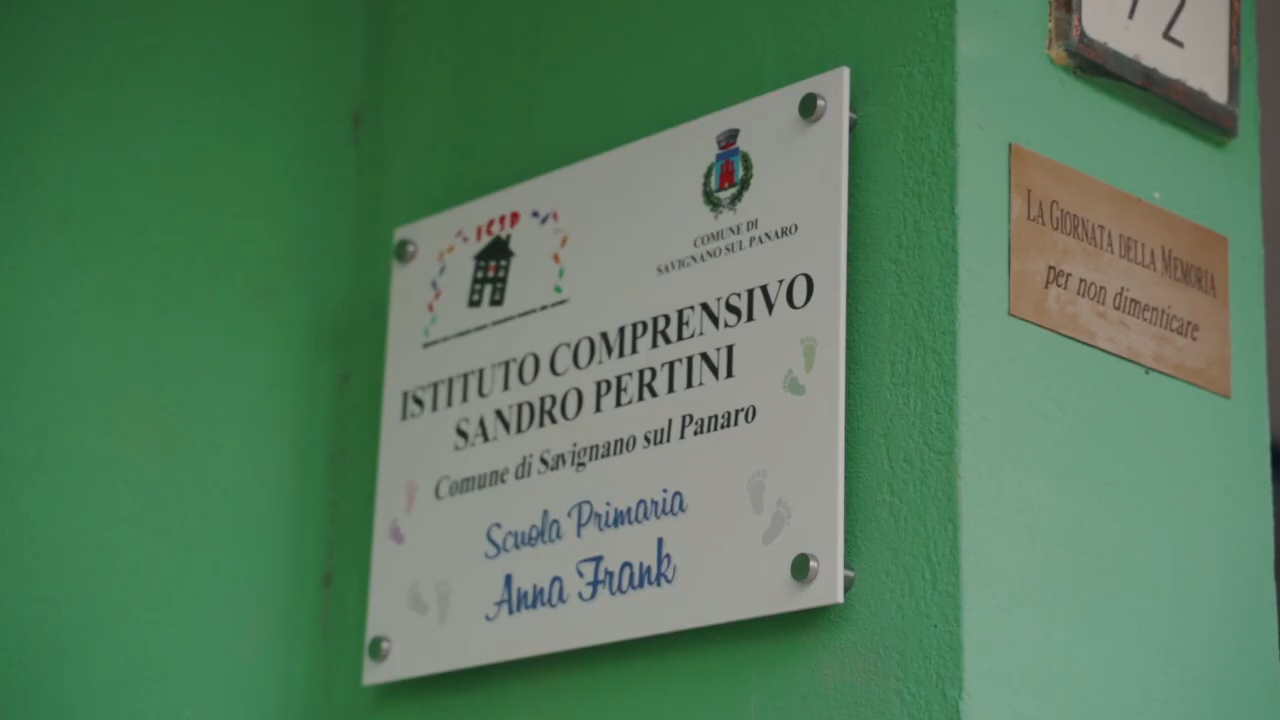 ICSP
COMUNE DI
SAVIGNANO SUL PANARO
ISTITUTO COMPRENSIVO
SANDRO PERTINI
Comune di Savignano sul Panaro
Scuola Primaria
Anna Frank
LA GIORNATA DELLA MEMORIA
per non dimenticare